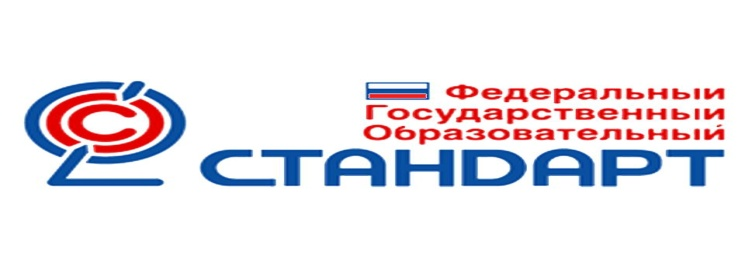 Федеральный
Государственный
Образовательный
СТАНДАРТ